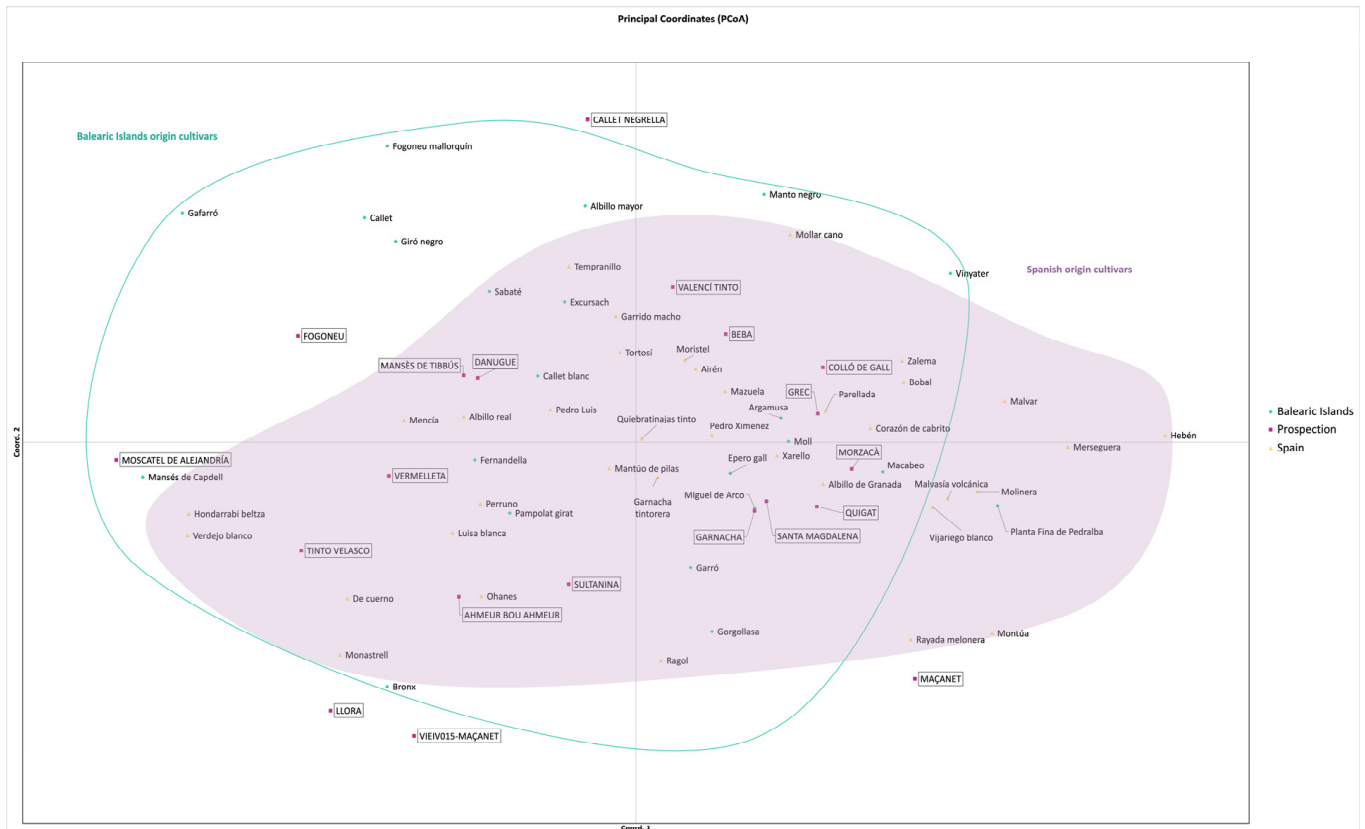 Principal Coordinates (PCoA)
CALLET NEGRELLA
Balearic Islands origin cultivars
Fogoneu mallorquín
Manto negro
Albillo mayor
Gafarró
Callet
Mollar cano
Giró negro
Tempranillo
Spanish origin cultivars
Vinyater
VALENCÍ TINTO
Sabaté
Excursach
Garrido macho
FOGONEU
BEBA
Moristel
Tortosí
Zalema
DANUGUE
MANSÈS DE TIBBÚS
COLLÓ DE GALL
Airén
Callet blanc
Bobal
Mazuela
GREC
Parellada
Malvar
Argamusa
Pedro Luis
Albillo real
Mencía
Quiebratinajas tinto
Pedro Ximenez
Corazón de cabrito
Balearic Islands
Prospection
Spain
Coord. 2
Moll
Hebén
Merseguera
MORZACÀ
Xarello
MOSCATEL DE ALEJANDRÍA
Fernandella
Mantúo de pilas
Epero gall
Macabeo
Mansés de Capdell
VERMELLETA
Albillo de Granada
Malvasía volcánica
Molinera
Miguel de Arco
Garnacha
tintorera
Perruno
Pampolat girat
Hondarrabi beltza
QUIGAT
Planta Fina de Pedralba
Verdejo blanco
Luisa blanca
GARNACHA
SANTA MAGDALENA
Vijariego blanco
TINTO VELASCO
Garró
SULTANINA
De cuerno
Ohanes
AHMEUR BOU AHMEUR
Gorgollasa
Montúa
Rayada melonera
Monastrell
Ragol
MAÇANET
Bronx
LLORA
VIEIV015-MAÇANET
Coord. 1